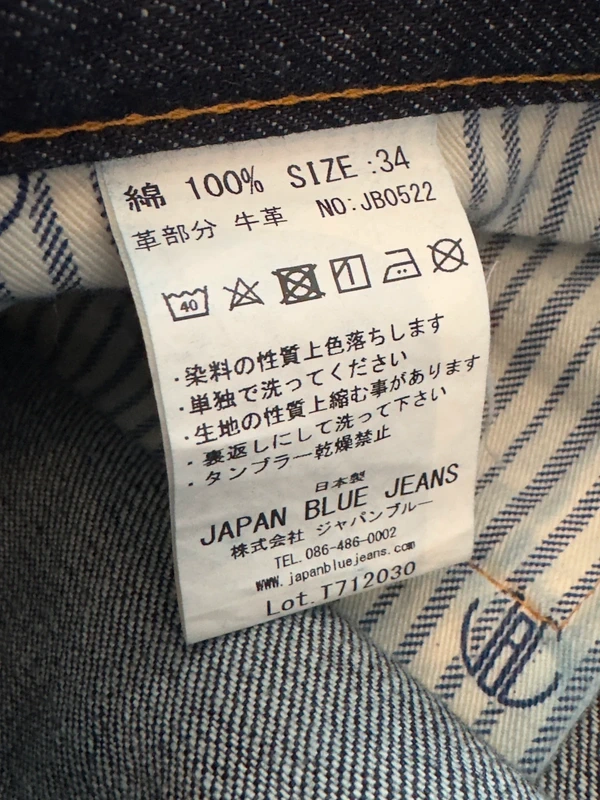 綿 100% SIZE:34
革部分 牛革 NO:JB0522
40
・染料の性質上色落ちします
・単独で洗ってください
・生地の性質上縮む事があります
・裏返しにして洗って下さい
・タンブラー乾燥禁止
日本製
JAPAN BLUE JEANS
株式会社 ジャパンブルー
TEL. 086-486-0002
www.japanbluejeans.com
Lot.T712030